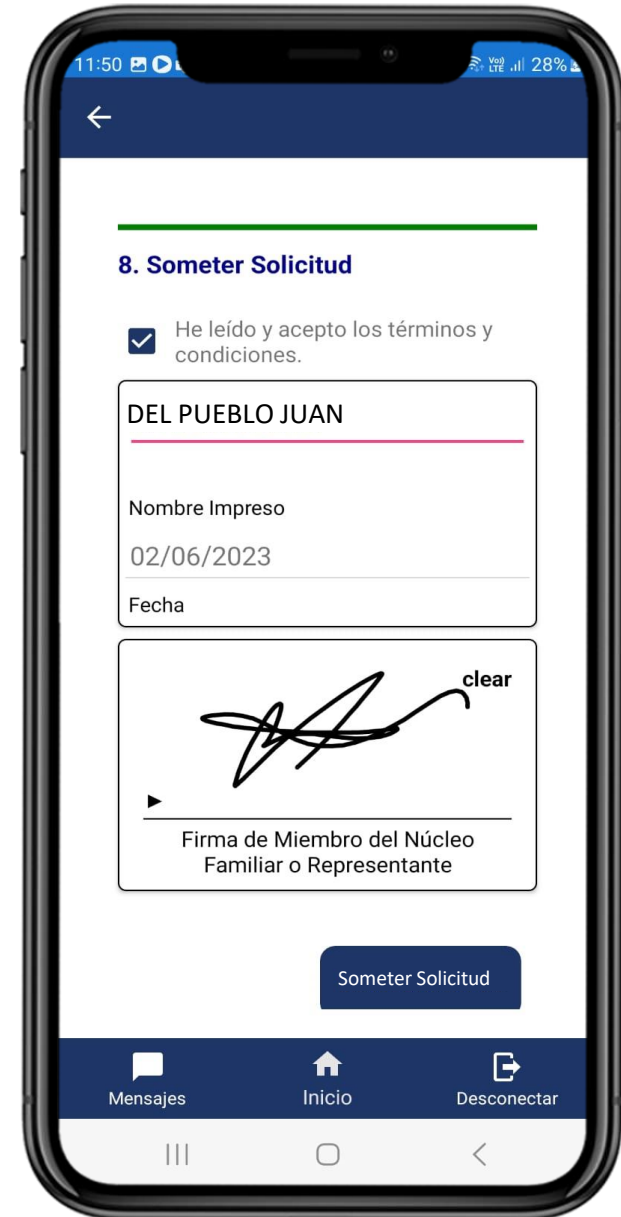 11:50
28%
8. Someter Solicitud
He leído y acepto los términos y
condiciones.
DEL PUEBLO JUAN
Nombre Impreso
02/06/2023
Fecha
clear
Firma de Miembro del Núcleo
Familiar o Representante
Someter Solicitud
Mensajes
Inicio
Desconectar